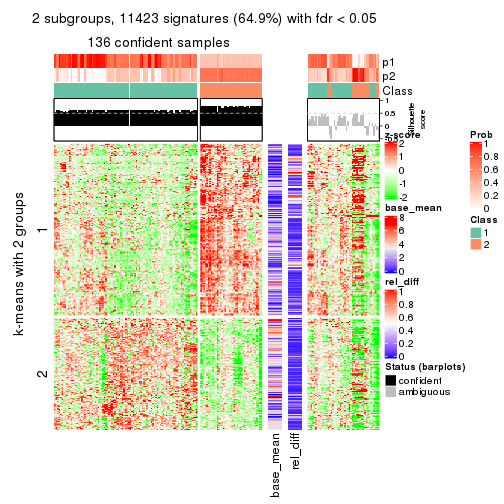 2 subgroups, 11423 signatures (64.9%) with fdr < 0.05
136 confident samples
p1
p2
Class
1
0.5
0
-0.5
Silhouette
score
k-means with 2 groups
1
2
base_mean
rel_diff
z-score
2
1
0
-1
-2
base_mean
8
6
4
2
0
rel_diff
1
0.8
0.6
0.4
0.2
0
Status (barplots)
confident
ambiguous
Prob
1
0.8
0.6
0.4
0.2
0
Class
1
2